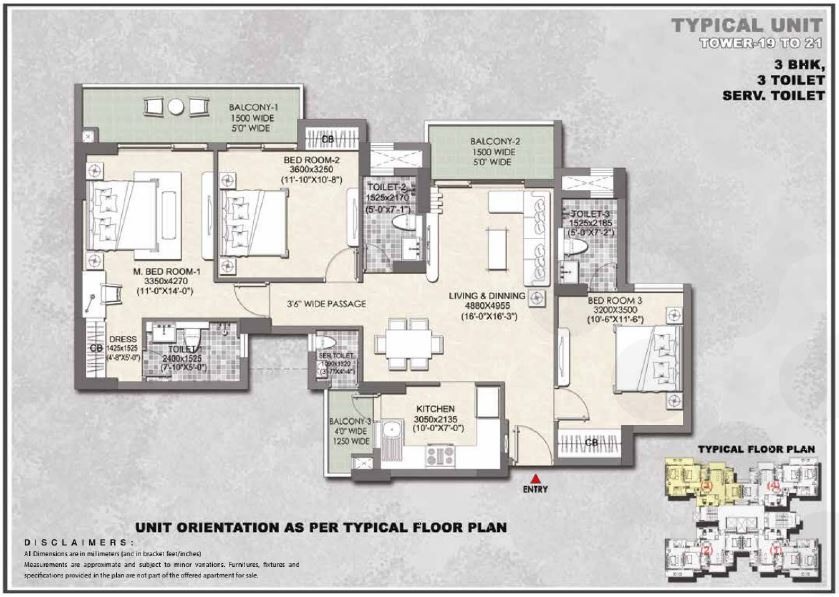 TYPICAL UNIT
TOWER-19 TO 21
3 BHK,
3 TOILET
SERV. TOILET
BALCONY-1
1500 WIDE
5'0" WIDE
CB
BALCONY-2
1500 WIDE
5'0" WIDE
BED ROOM-2
3600x3250
(11'-10"X10'-8")
TOILET-2
1525x2170
(5'-0"X7'-1")
TOILET-3
1525x2185
(5'-0"X7'-2")
M. BED ROOM-1
3350x4270
(11'-0"X14'-0")
3'6" WIDE PASSAGE
LIVING & DINNING
4880X4955
(16'-0"X16'-3")
BED ROOM 3
3200X3500
(10'-6"X11'-6")
DRESS
1425x1525
(4'-8"X5'-0")
CB
TOILET-1
2400x1525
(7'-10"X5'-0")
SER.TOILET
BALCONY-3
4'0" WIDE
1250 WIDE
KITCHEN
3050x2135
(10'-0"X7'-0")
CB
ENTRY
TYPICAL FLOOR PLAN
(3)
(4)
(2)
(1)
UNIT ORIENTATION AS PER TYPICAL FLOOR PLAN
DISCLAIMERS:
All Dimensions are in millimeters (and in bracket feet/inches)
Measurements are approximate and subject to minor variations. Furnitures, fixtures and
specifications provided in the plan are not part of the offered apartment for sale.